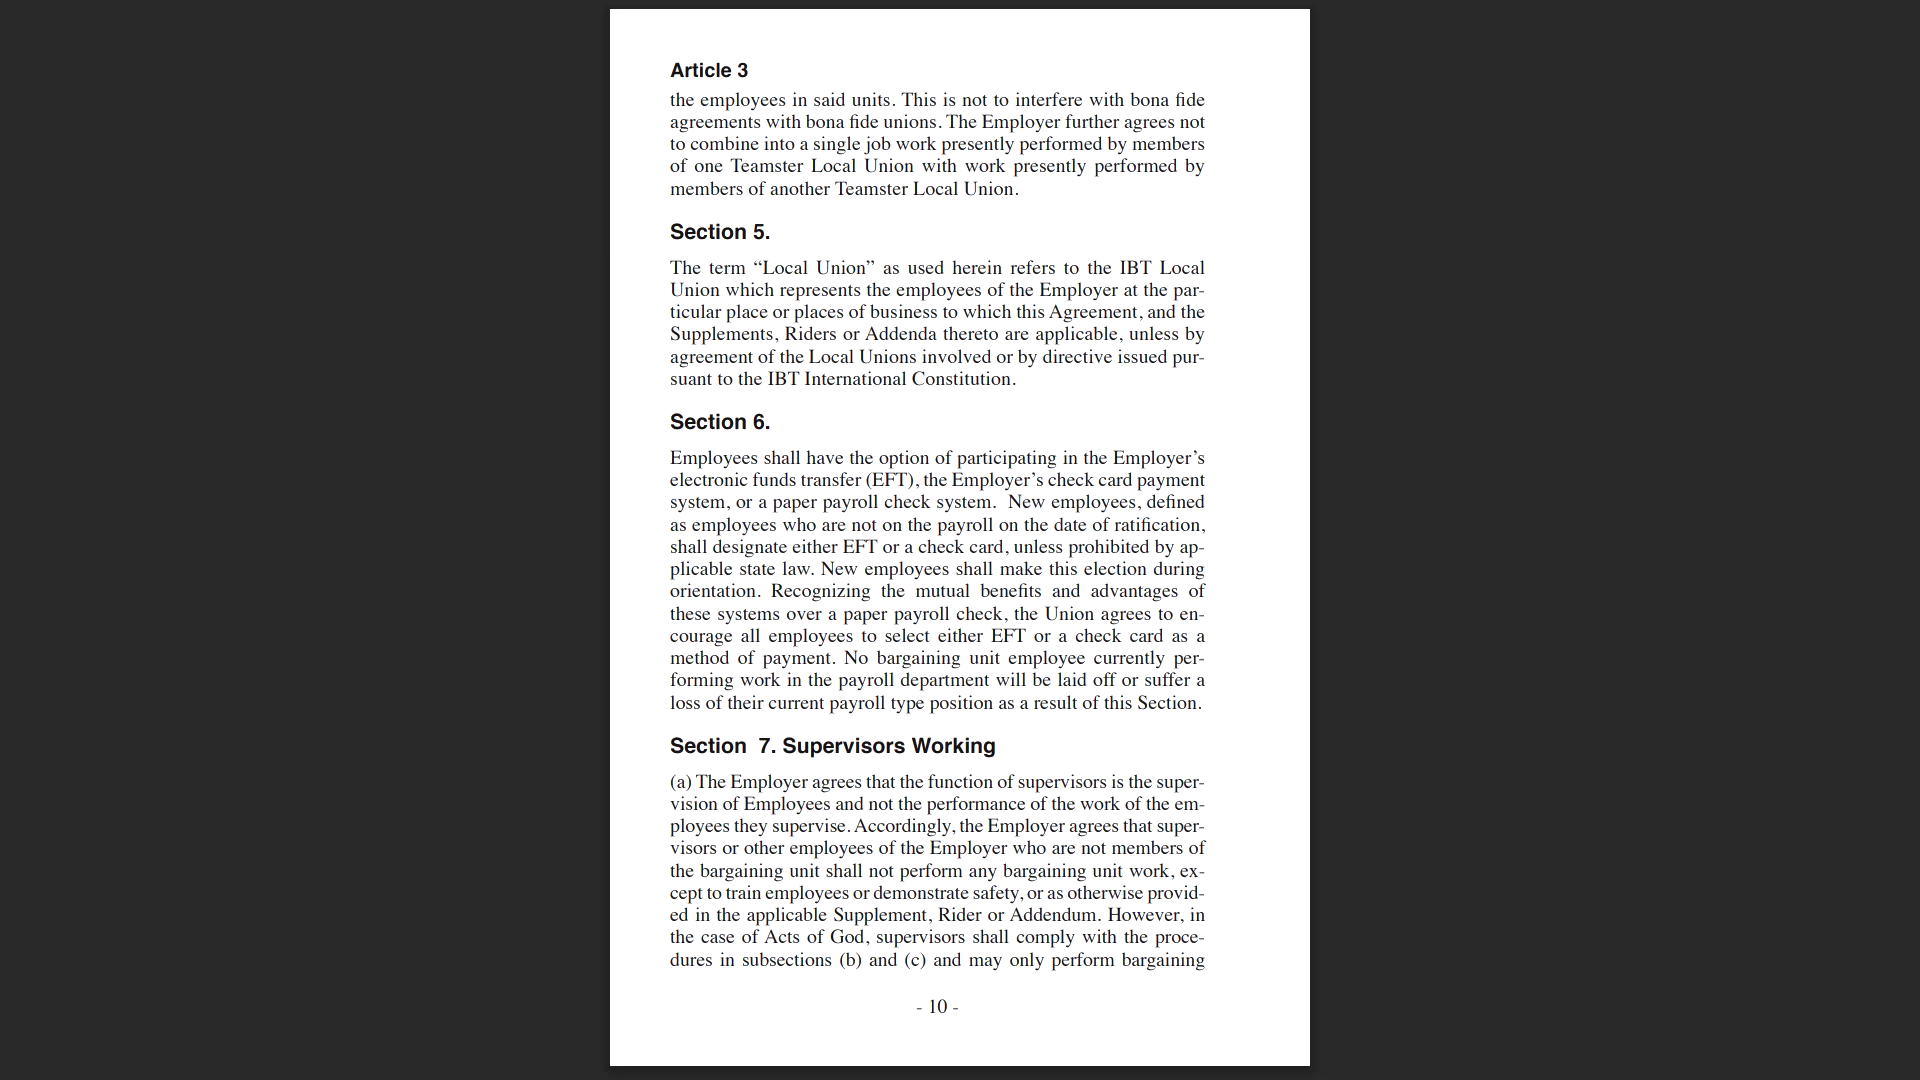 Article 3
the employees in said units. This is not to interfere with bona fide
agreements with bona fide unions. The Employer further agrees not
to combine into a single job work presently performed by members
of one Teamster Local Union with work presently performed by
members of another Teamster Local Union.
Section 5.
The term “Local Union” as used herein refers to the IBT Local
Union which represents the employees of the Employer at the par-
ticular place or places of business to which this Agreement, and the
Supplements, Riders or Addenda thereto are applicable, unless by
agreement of the Local Unions involved or by directive issued pur-
suant to the IBT International Constitution.
Section 6.
Employees shall have the option of participating in the Employer’s
electronic funds transfer (EFT), the Employer’s check card payment
system, or a paper payroll check system.  New employees, defined
as employees who are not on the payroll on the date of ratification,
shall designate either EFT or a check card, unless prohibited by ap-
plicable state law. New employees shall make this election during
orientation. Recognizing the mutual benefits and advantages of
these systems over a paper payroll check, the Union agrees to en-
courage all employees to select either EFT or a check card as a
method of payment. No bargaining unit employee currently per-
forming work in the payroll department will be laid off or suffer a
loss of their current payroll type position as a result of this Section.
Section  7. Supervisors Working
(a) The Employer agrees that the function of supervisors is the super-
vision of Employees and not the performance of the work of the em-
ployees they supervise. Accordingly, the Employer agrees that super-
visors or other employees of the Employer who are not members of
the bargaining unit shall not perform any bargaining unit work, ex-
cept to train employees or demonstrate safety, or as otherwise provid-
ed in the applicable Supplement, Rider or Addendum. However, in
the case of Acts of God, supervisors shall comply with the proce-
dures in subsections (b) and (c) and may only perform bargaining
- 10 -